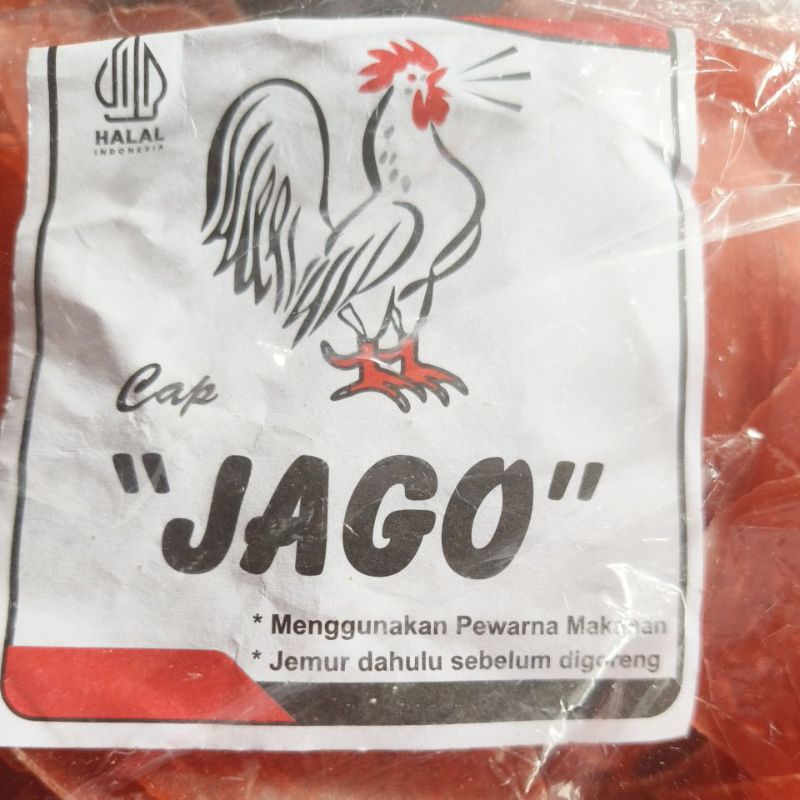 HALAL
INDONESIA
Cap
"JAGO"
* Menggunakan Pewarna Makanan
* Jemur dahulu sebelum digoreng